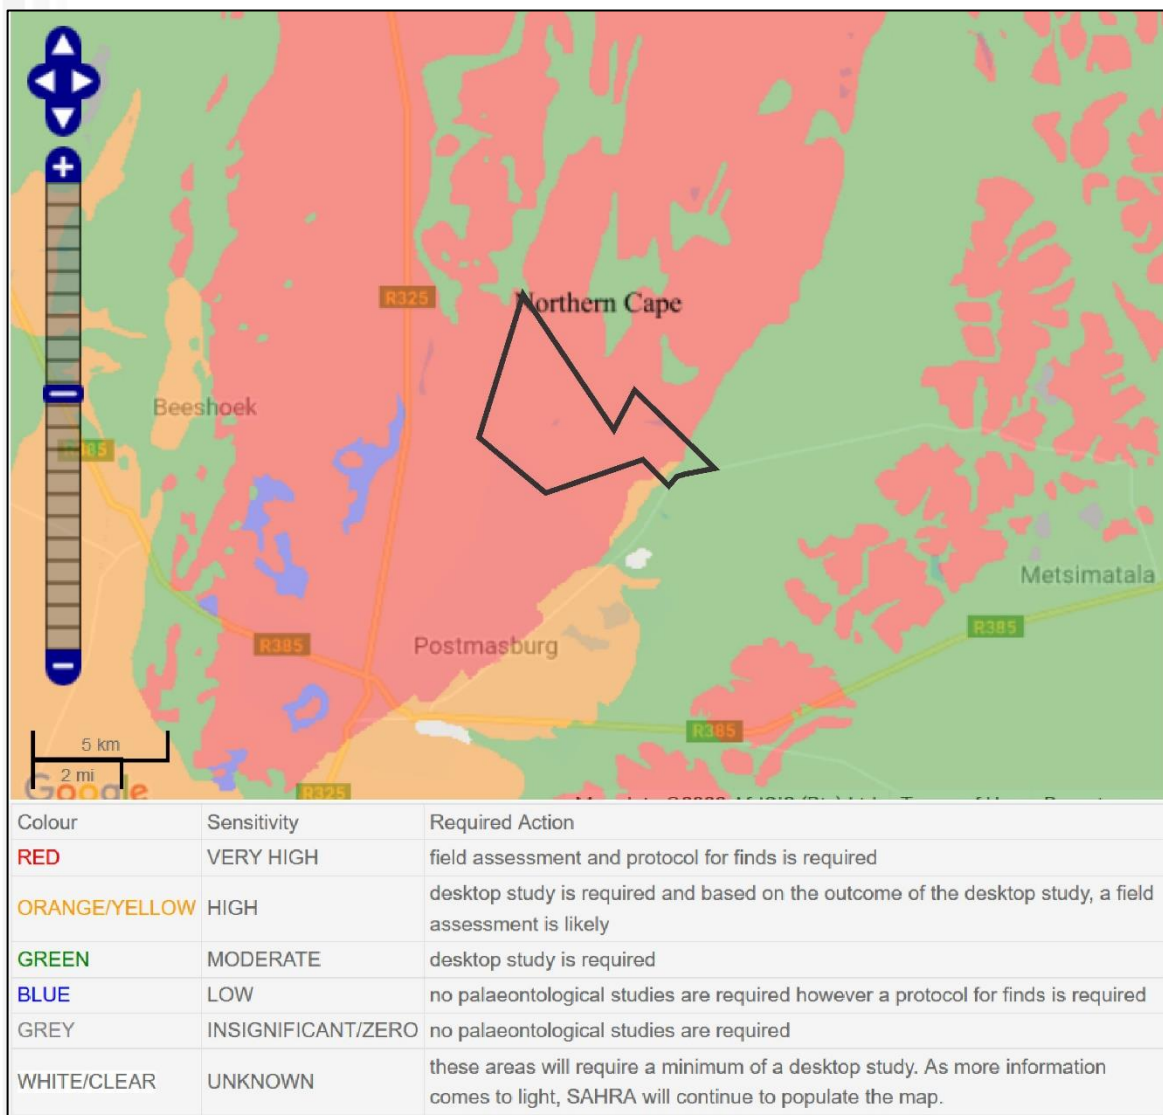 Northern Cape
R325
Beeshoek
R385
Metsimatala
R385
R385
Postmasburg
R385
5 km
2 mi
Google
R325
Colour Sensitivity Required Action
RED VERY HIGH field assessment and protocol for finds is required
ORANGE/YELLOW HIGH desktop study is required and based on the outcome of the desktop study, a field
assessment is likely
GREEN MODERATE desktop study is required
BLUE LOW no palaeontological studies are required however a protocol for finds is required
GREY INSIGNIFICANT/ZERO no palaeontological studies are required
WHITE/CLEAR UNKNOWN these areas will require a minimum of a desktop study. As more information
comes to light, SAHRA will continue to populate the map.